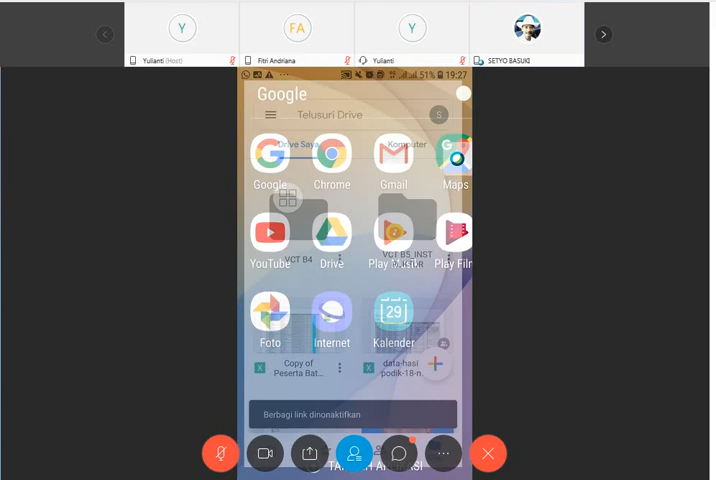 Y
FA
Y
Yulianti (Host)
Fitri Andriana
Yulianti
SETYO BASUKI
51% 19:27
Google
Telusuri Drive
S
Drive Saya
Komputer
Google
Chrome
Gmail
Maps
VCT B4
VCT B5_INST
YouTube
Drive
Play Musik
Play Film
29
Foto
Internet
Kalender
Copy of
Peserta Bat...
data-hasi
podik-18-n...
Berbagi link dinonaktifkan